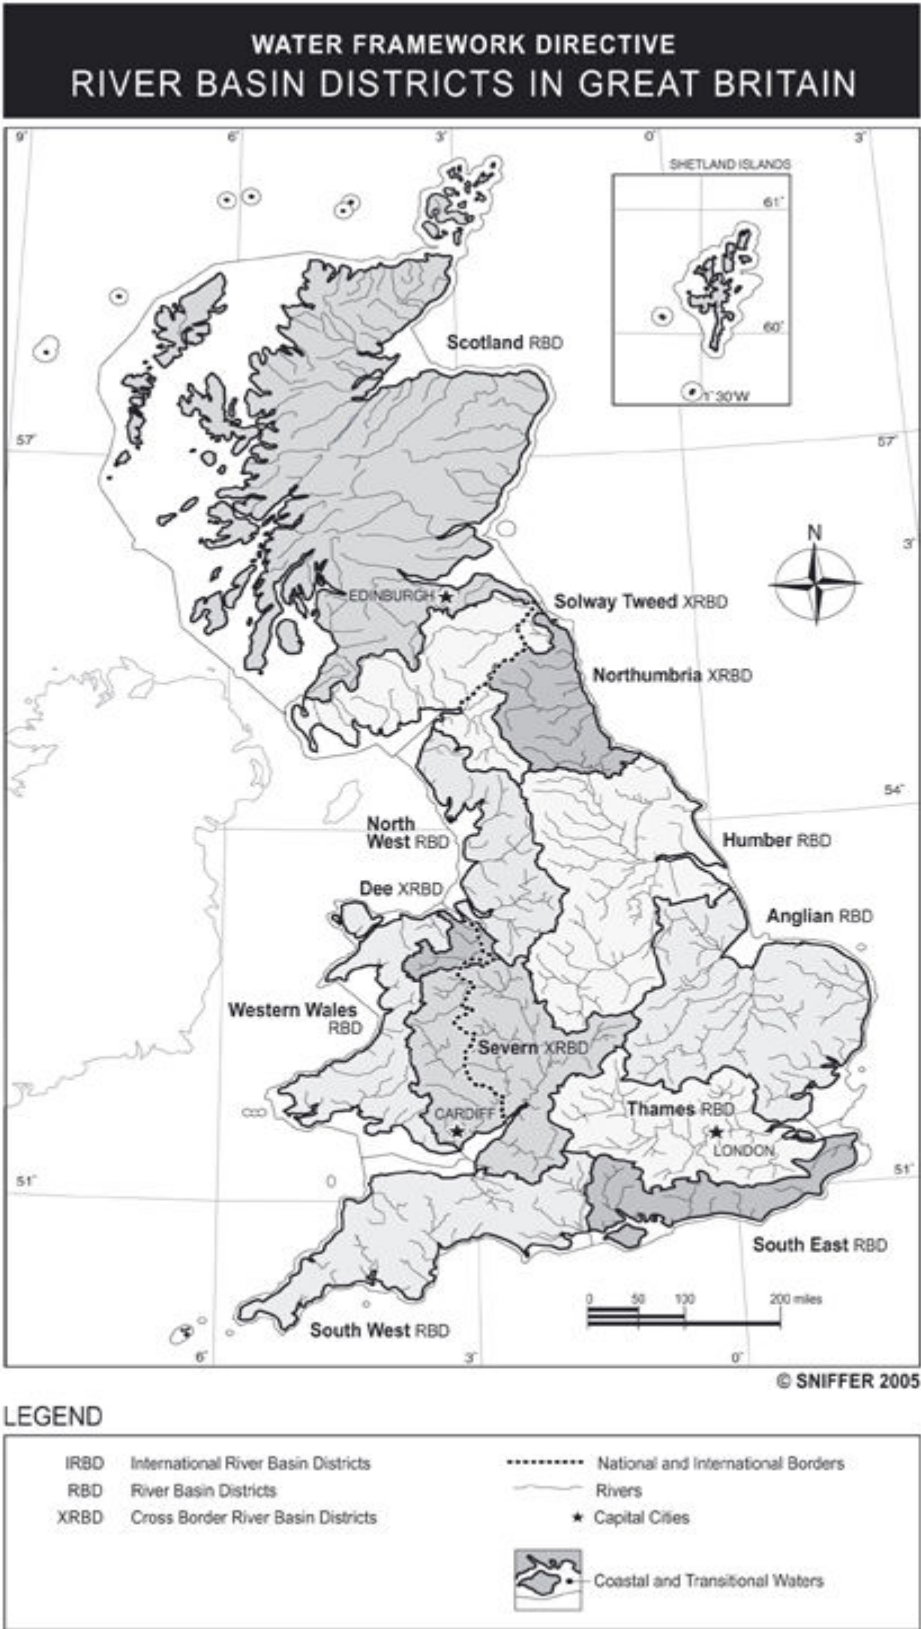 WATER FRAMEWORK DIRECTIVE
RIVER BASIN DISTRICTS IN GREAT BRITAIN
9°
6°
3°
0°
3°
SHETLAND ISLANDS
61°
60°
1°30'W
Scotland RBD
57°
57°
3°
N
EDINBURGH
Solway Tweed XRBD
Northumbria XRBD
54°
North
West RBD
Humber RBD
Dee XRBD
Anglian RBD
Western Wales
RBD
Severn XRBD
CARDIFF
Thames RBD
LONDON
51°
51°
South East RBD
0 50 100 200 miles
South West RBD
6°
3°
0°
© SNIFFER 2005
LEGEND
IRBD International River Basin Districts
RBD River Basin Districts
XRBD Cross Border River Basin Districts
National and International Borders
Rivers
Capital Cities
Coastal and Transitional Waters